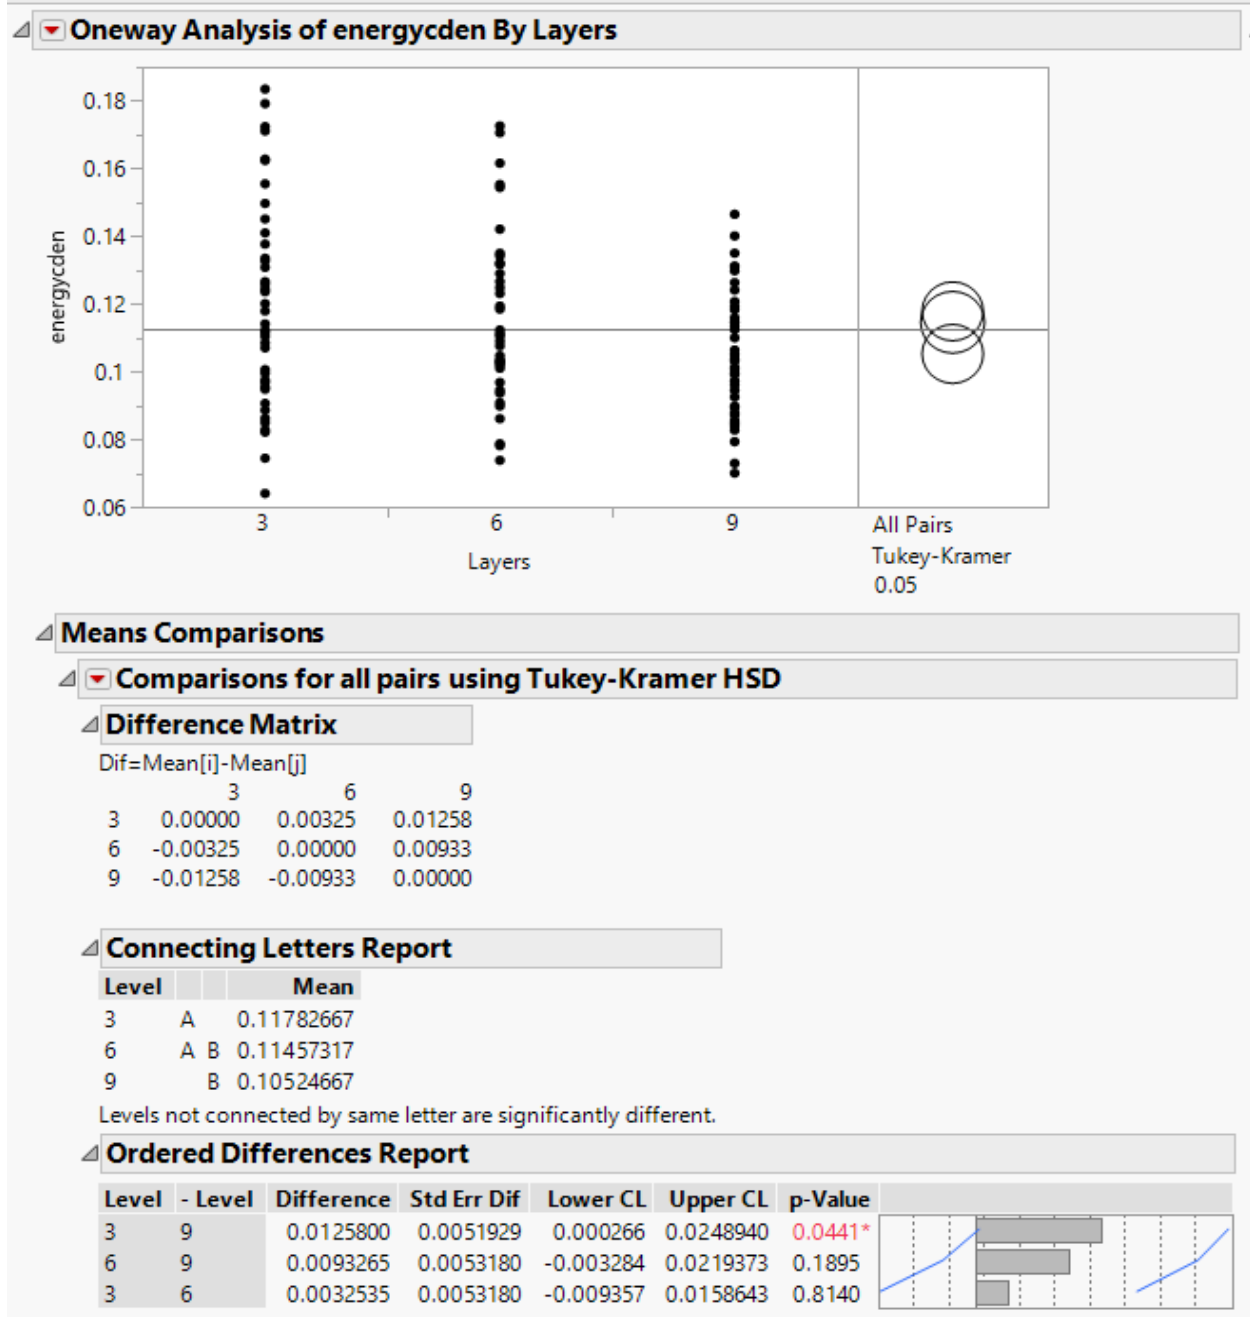 Oneway Analysis of energycden By Layers
0.18
0.16
0.14
0.12
0.1
0.08
0.06
energycden
3 6 9
Layers
All Pairs
Tukey-Kramer
0.05
Means Comparisons
Comparisons for all pairs using Tukey-Kramer HSD
Difference Matrix
Dif=Mean[i]-Mean[j]
3 6 9
3 0.00000 0.00325 0.01258
6 -0.00325 0.00000 0.00933
9 -0.01258 -0.00933 0.00000
Connecting Letters Report
Level Mean
3 A 0.11782667
6 A B 0.11457317
9 B 0.10524667
Levels not connected by same letter are significantly different.
Ordered Differences Report
Level - Level Difference Std Err Dif Lower CL Upper CL p-Value
3 9 0.0125800 0.0051929 0.000266 0.0248940 0.0441*
6 9 0.0093265 0.0053180 -0.003284 0.0219373 0.1895
3 6 0.0032535 0.0053180 -0.009357 0.0158643 0.8140